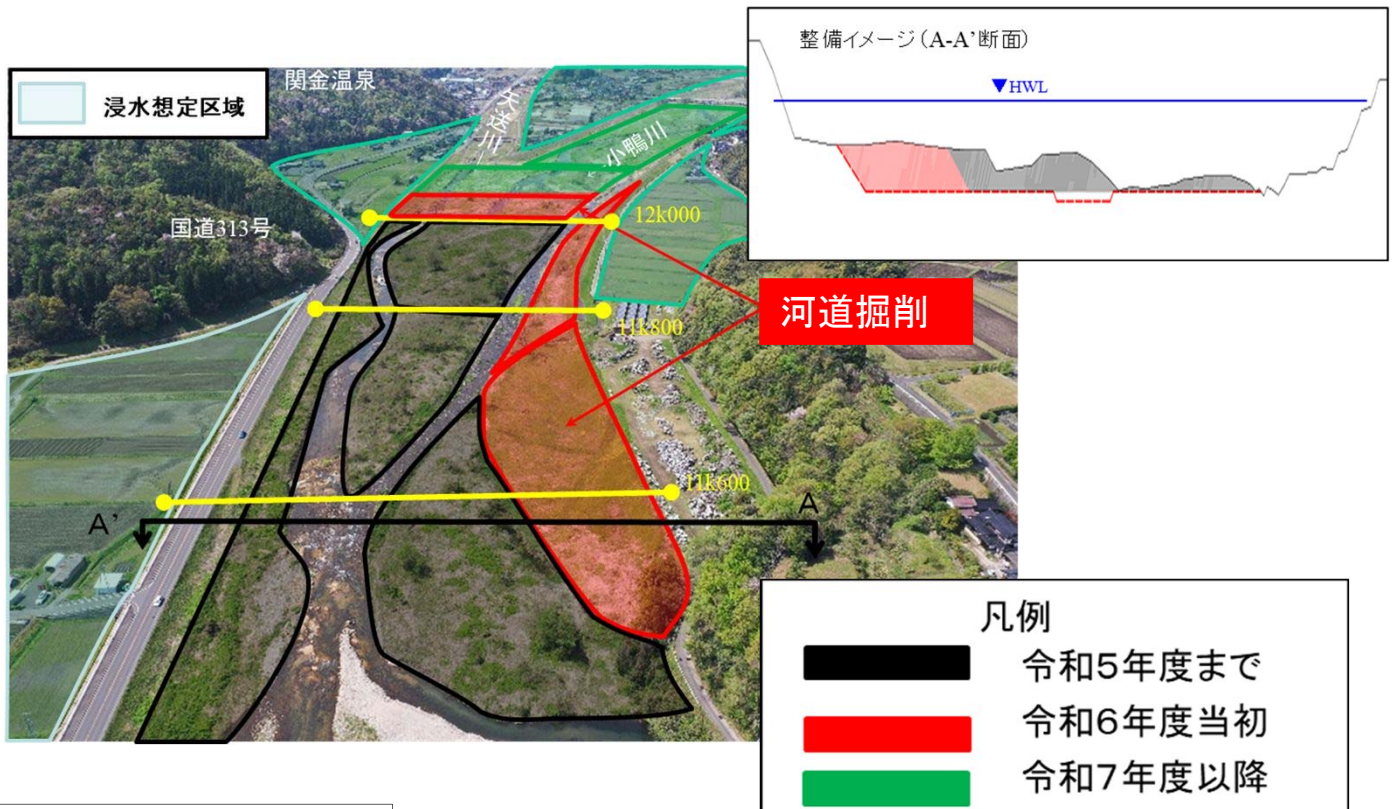 整備イメージ(A-A'断面)
▼HWL
浸水想定区域
関金温泉
天送川
小鴨川
国道313号
12k000
河道掘削
11k800
11k600
A'
A
凡例
令和5年度まで
令和6年度当初
令和7年度以降